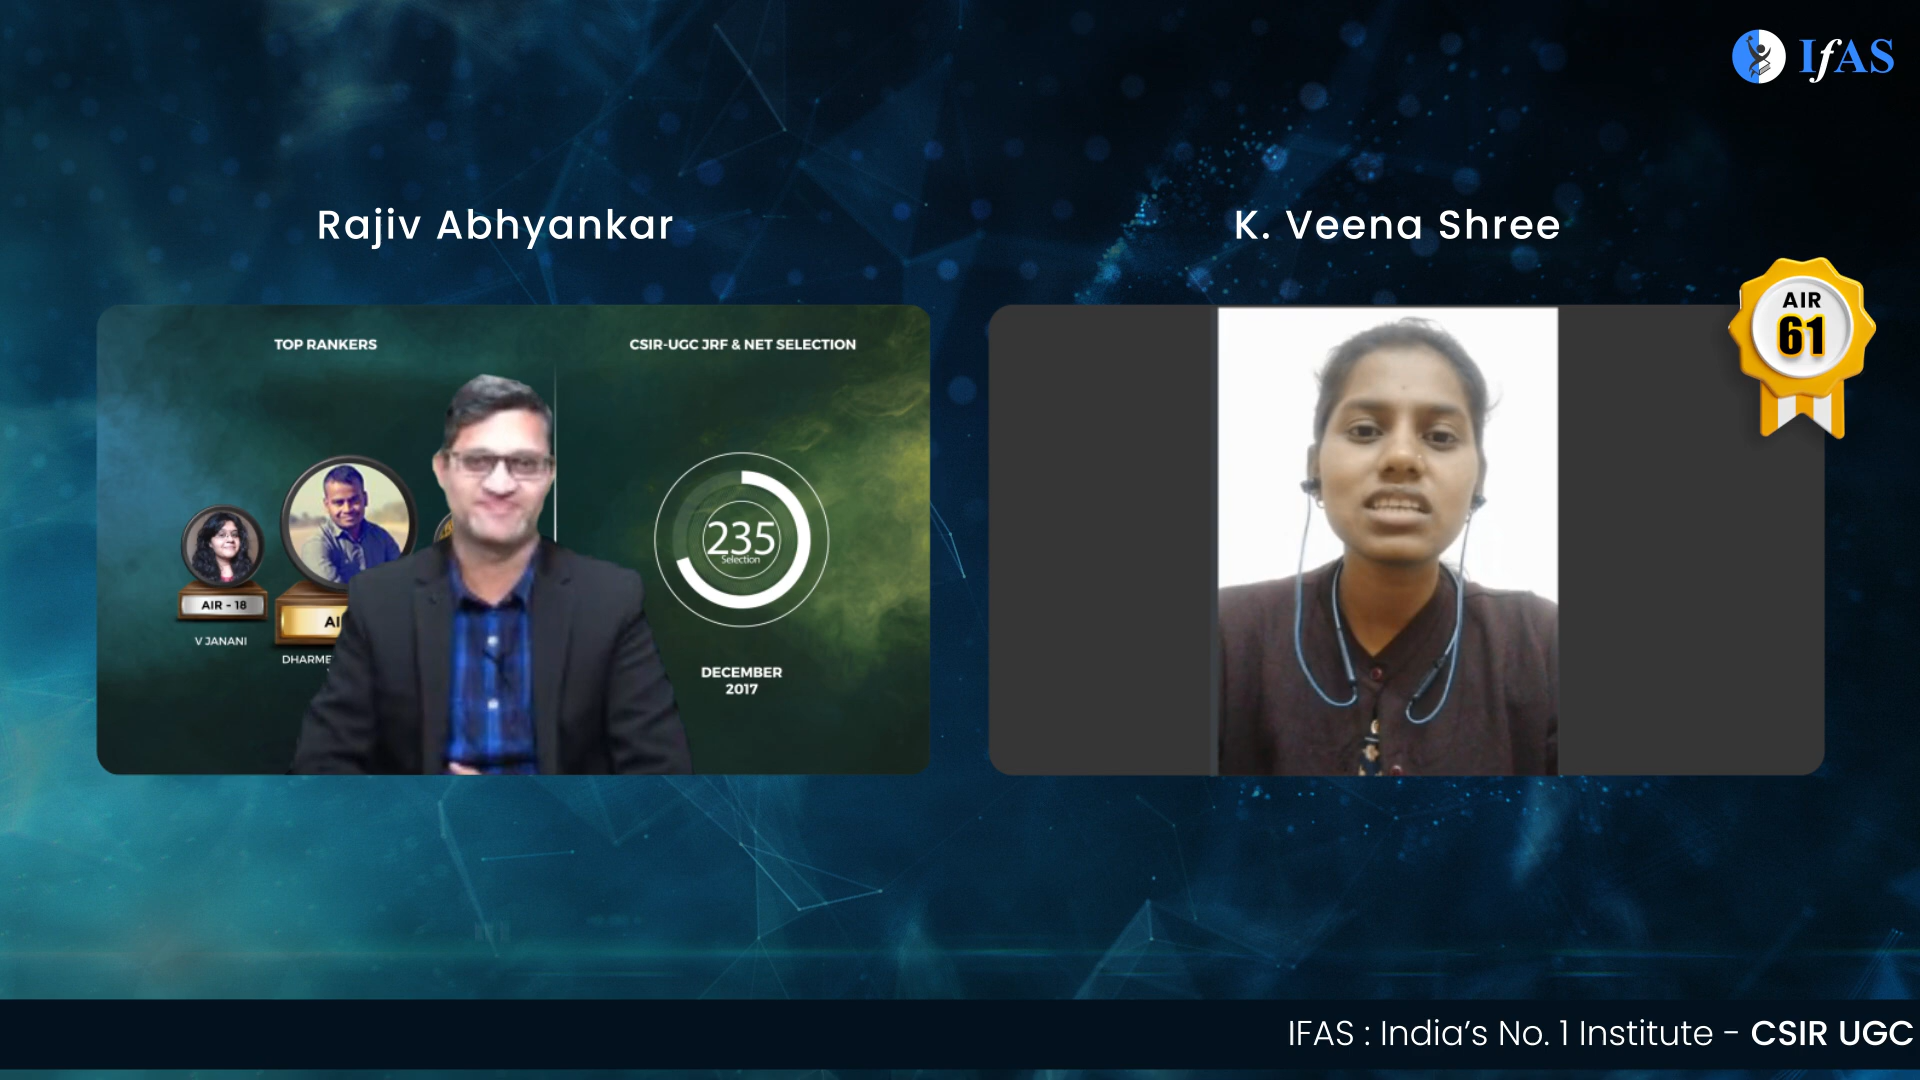 IfAS
Rajiv Abhyankar
K. Veena Shree
AIR
61
TOP RANKERS
CSIR-UGC JRF & NET SELECTION
235
Selection
AIR - 18
V JANANI
DECEMBER
2017
IFAS : India's No. 1 Institute - CSIR UGC